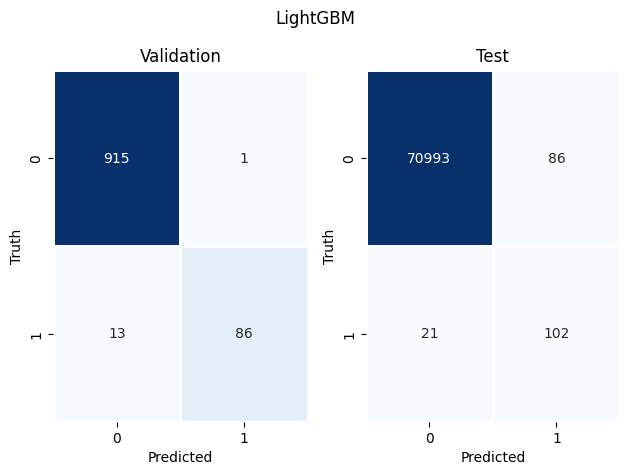 LightGBM
Validation
Test
0
915
1
0
70993
86
Truth
Truth
1
13
86
1
21
102
0
1
0
1
Predicted
Predicted